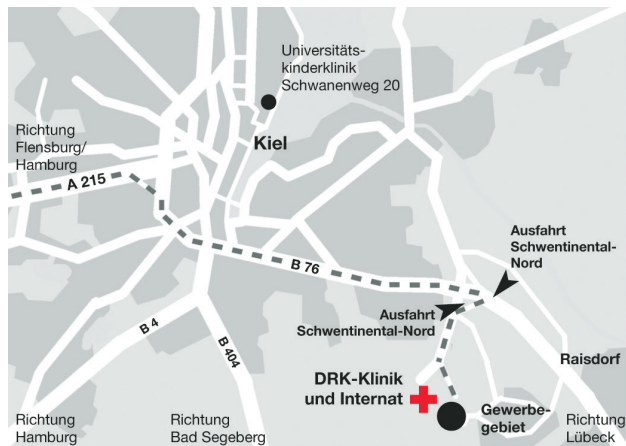 Universitäts-
kinderklinik
Schwanenweg 20
Kiel
Richtung
Flensburg/
Hamburg
A 215
B 76
Ausfahrt
Schwentinental-
Nord
Ausfahrt
Schwentinental-Nord
B 4
B 404
Raisdorf
DRK-Klinik
und Internat
Gewerbe-
gebiet
Richtung
Hamburg
Richtung
Bad Segeberg
Richtung
Lübeck